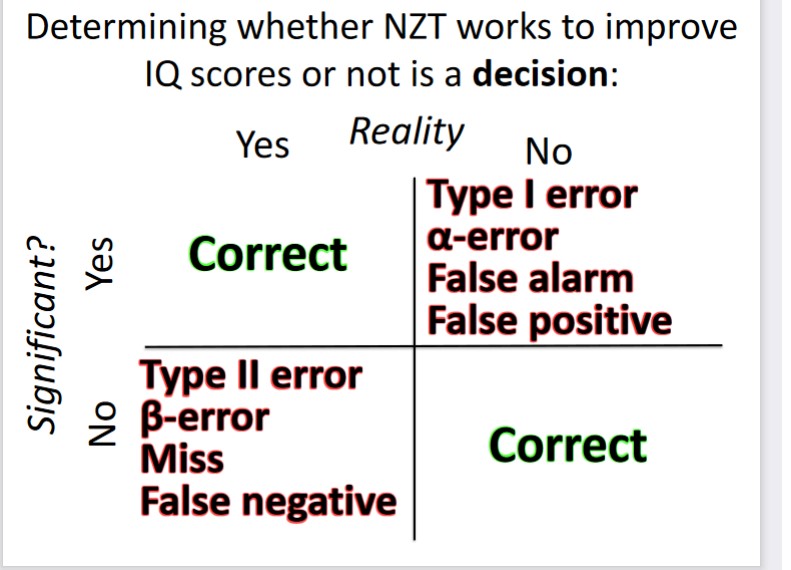 Determining whether NZT works to improve
IQ scores or not is a decision:
Reality
Yes
No
Significant?
Yes
Correct
Type I error
α-error
False alarm
False positive
No
Type II error
β-error
Miss
False negative
Correct